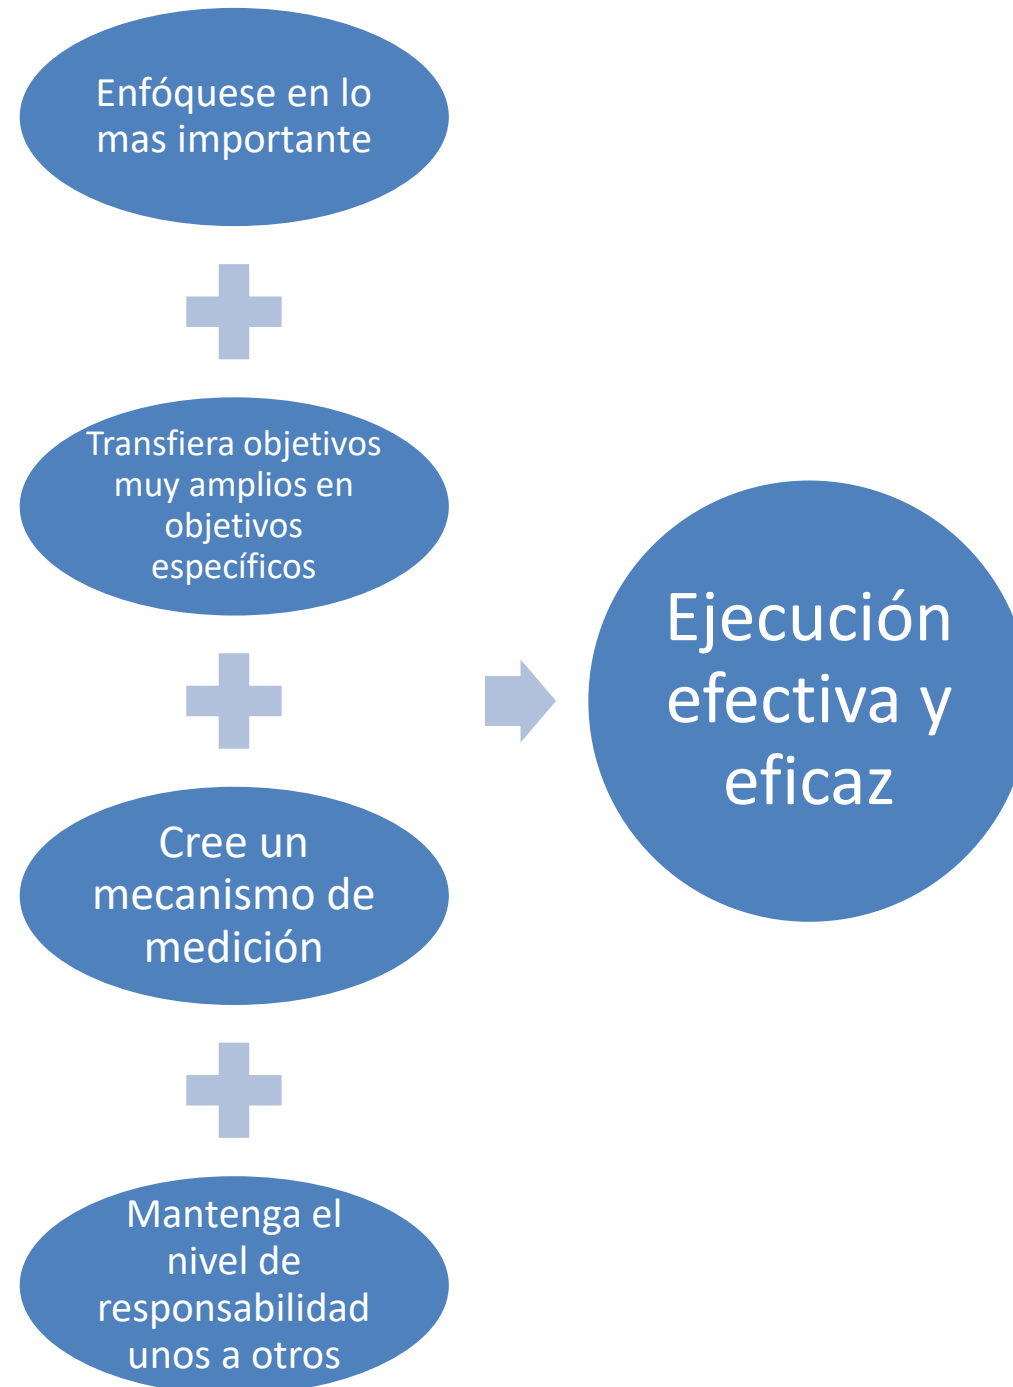 Enfóquese en lo
mas importante
Transfiera objetivos
muy amplios en
objetivos
específicos
Cree un
mecanismo de
medición
Mantenga el
nivel de
responsabilidad
unos a otros
Ejecución
efectiva y
eficaz